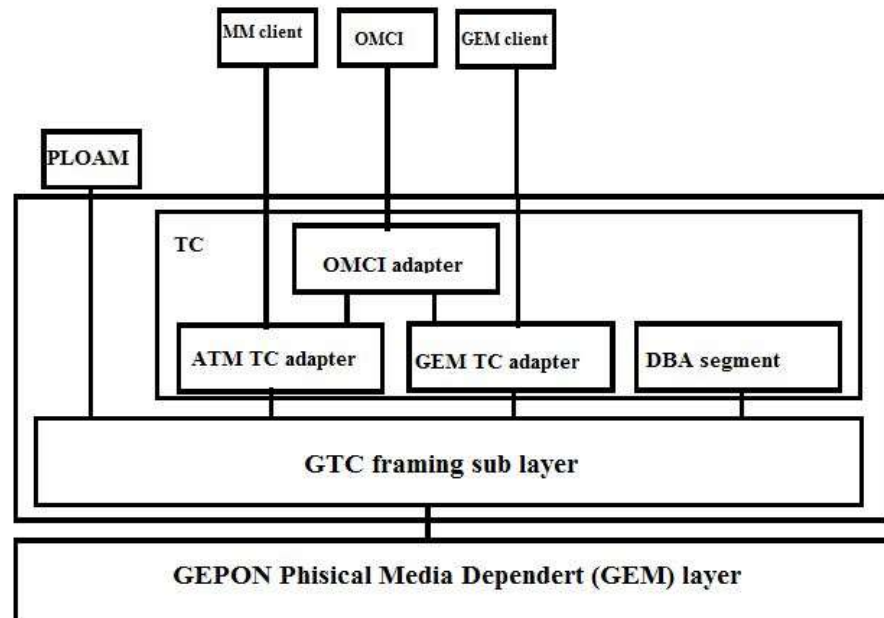 MM client
OMCI
GEM client
PLOAM
TC
OMCI adapter
ATM TC adapter
GEM TC adapter
DBA segment
GTC framing sub layer
GEPON Phisical Media Dependert (GEM) layer